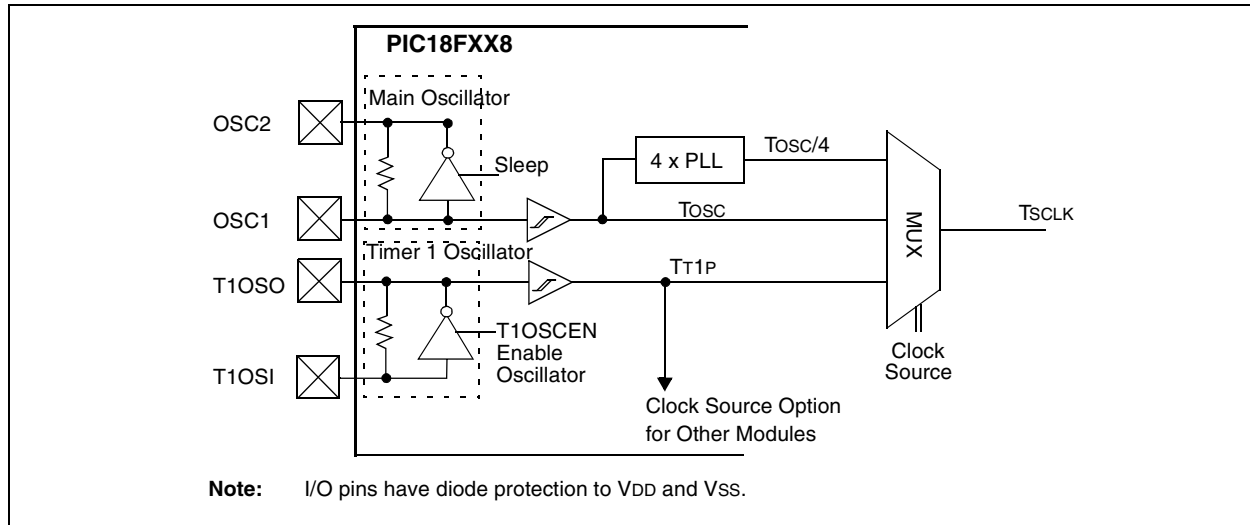 PIC18FXX8
Main Oscillator
OSC2
Sleep
4 x PLL
TOSC/4
OSC1
TOSC
MUX
TSCLK
Timer 1 Oscillator
T1OSO
TT1P
T1OSCEN
Enable
Oscillator
T1OSI
Clock
Source
Clock Source Option
for Other Modules
Note: I/O pins have diode protection to VDD and VSS.